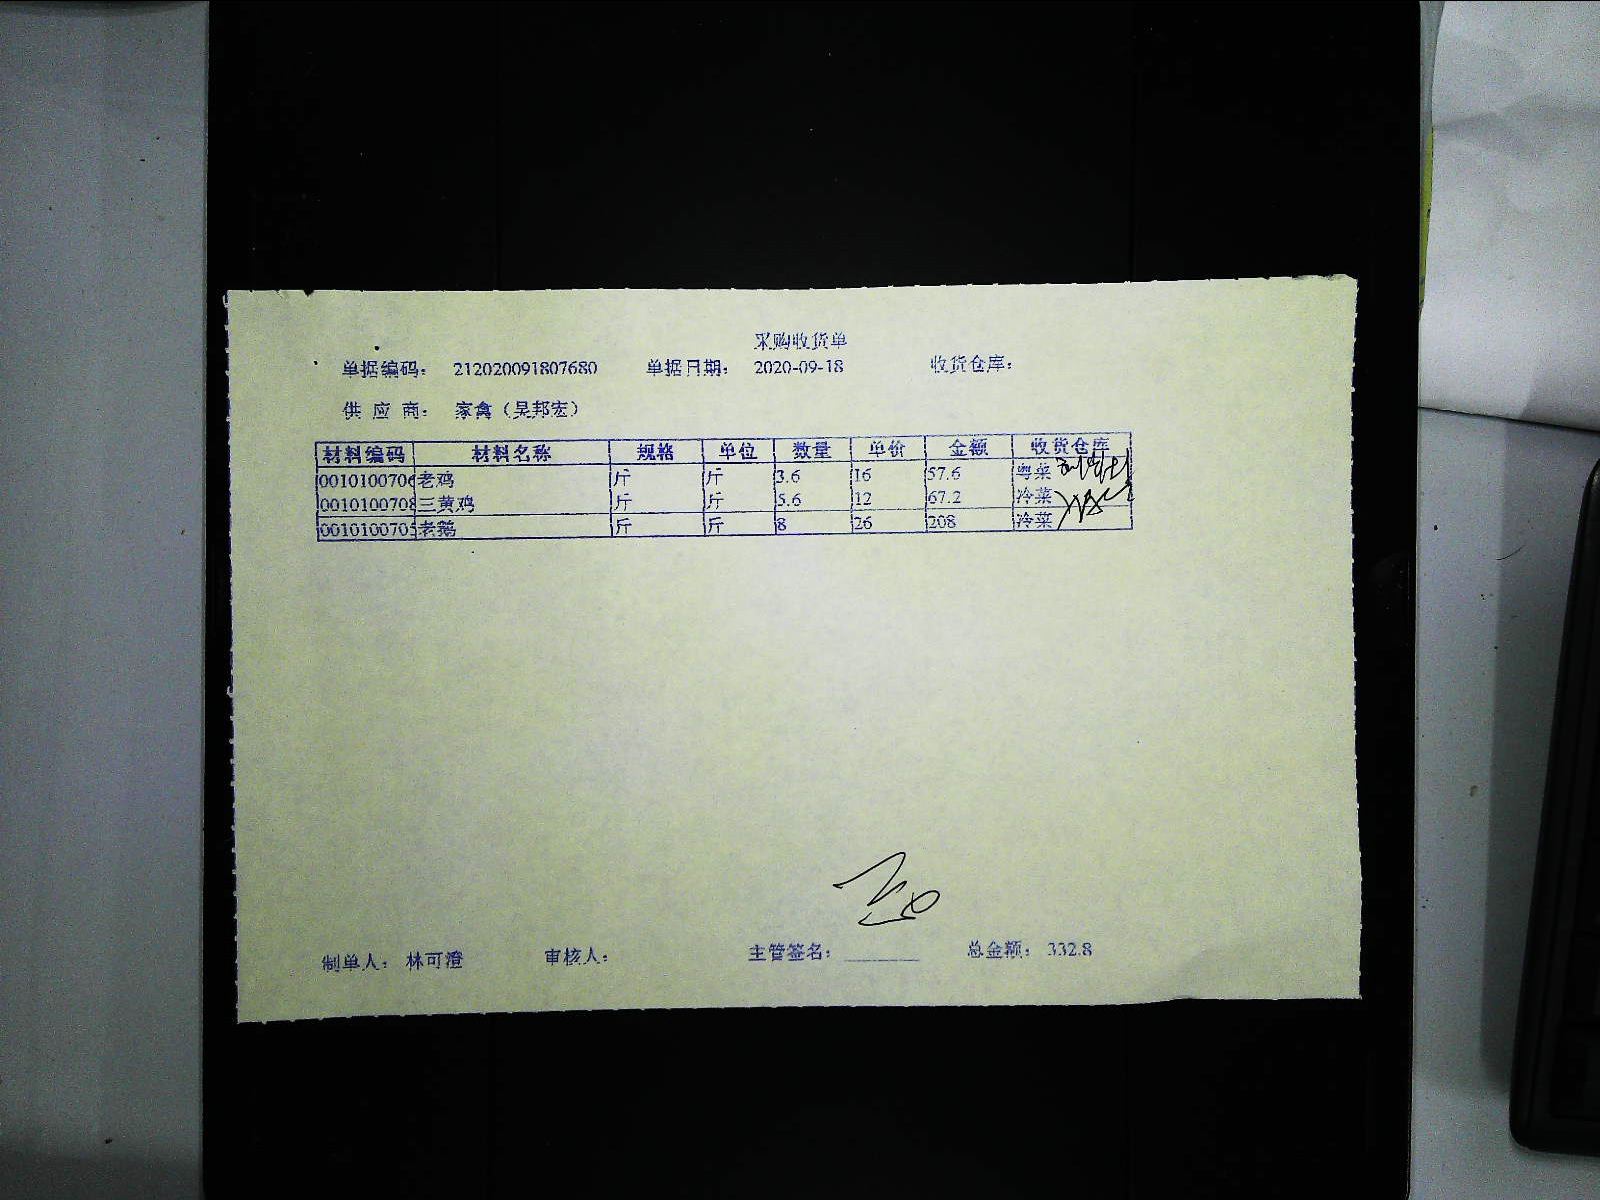 采购收货单
单据编码： 212020091807680 单据日期： 2020-09-18 收货仓库：
供 应 商： 家禽（吴邦宏）
材料编码 材料名称 规格 单位 数量 单价 金额 收货仓库
0010100706 老鸡 斤 斤 3.6 16 57.6 粤菜
0010100708 三黄鸡 斤 斤 5.6 12 67.2 冷菜
0010100705 老鹅 斤 斤 8 26 208 冷菜
制单人： 林可澄 审核人： 主管签名： 总金额： 332.8